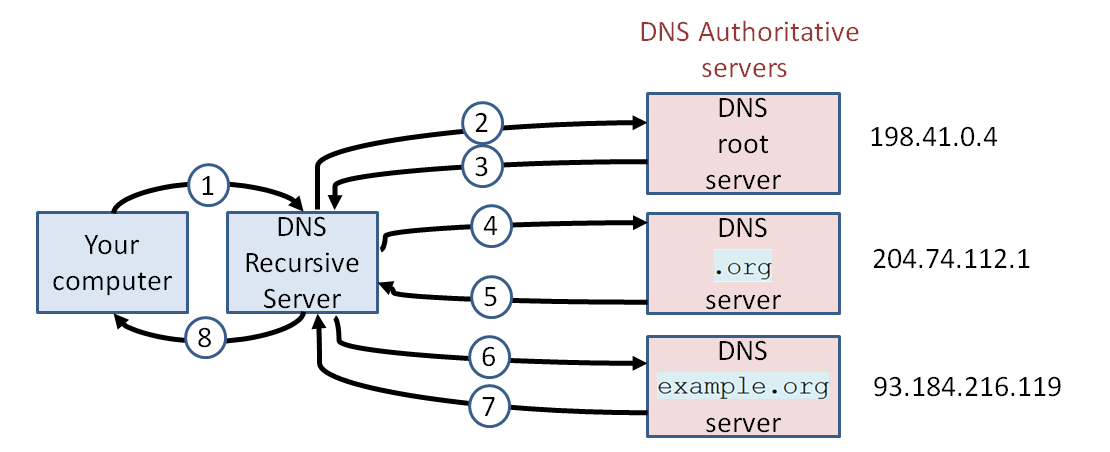 DNS Authoritative
servers
DNS
root
server
198.41.0.4
2
3
1
Your
computer
DNS
Recursive
Server
4
5
DNS
.org
server
204.74.112.1
8
6
7
DNS
example.org
server
93.184.216.119